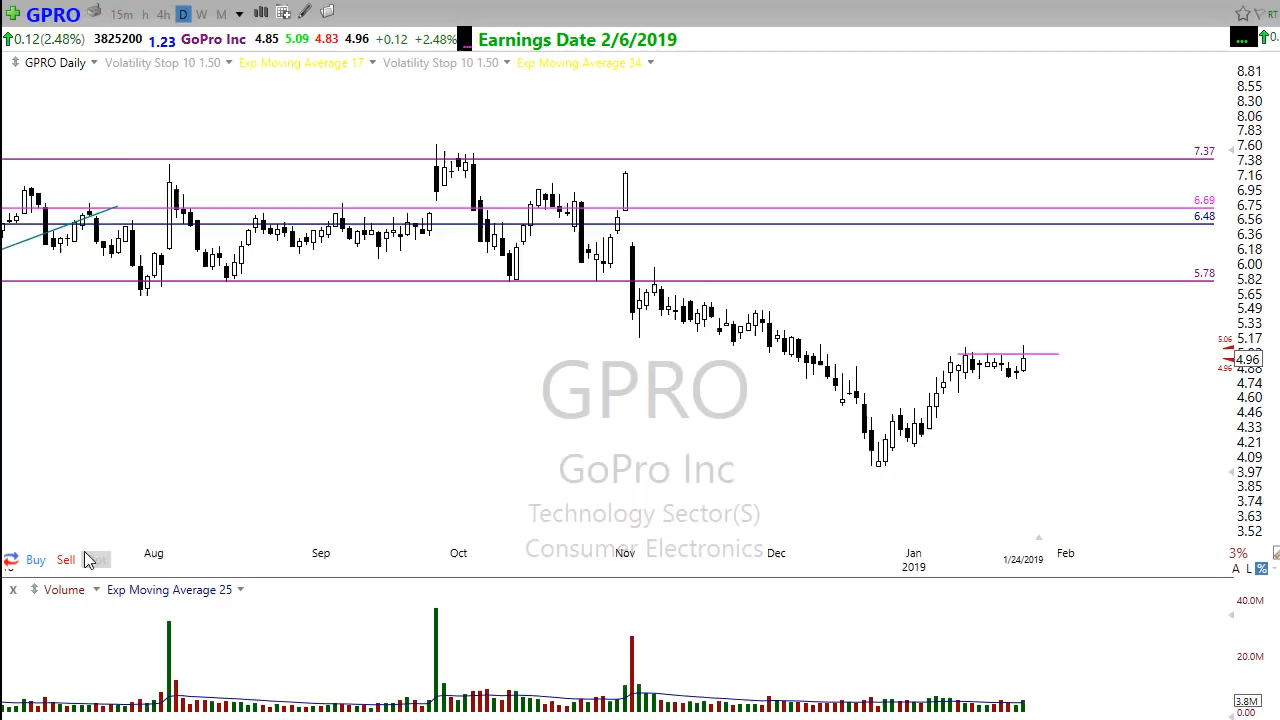 GPRO 15m h 4h D W M RT
0.12(2.48%) 3825200 1.23 GoPro Inc 4.85 5.09 4.83 4.96 +0.12 +2.48% ... Earnings Date 2/6/2019 ... 0.
GPRO Daily Volatility Stop 10 1.50 Exp Moving Average 17 Volatility Stop 10 1.50 Exp Moving Average 34
8.81
8.55
8.30
8.06
7.83
7.60
7.37
7.38
7.16
6.95
6.69
6.75
6.48
6.56
6.36
6.18
6.00
5.78
5.82
5.65
5.49
5.33
5.17
5.06
4.96
4.96
4.74
4.60
4.46
4.33
4.21
4.09
3.97
3.85
3.74
3.63
3.52
GPRO
GoPro Inc
Technology Sector(S)
Consumer Electronics
Buy Sell
Aug Sep Oct Nov Dec Jan Feb
2019 1/24/2019
3%
A L %
X Volume Exp Moving Average 25
40.0M
20.0M
3.8M
0.00